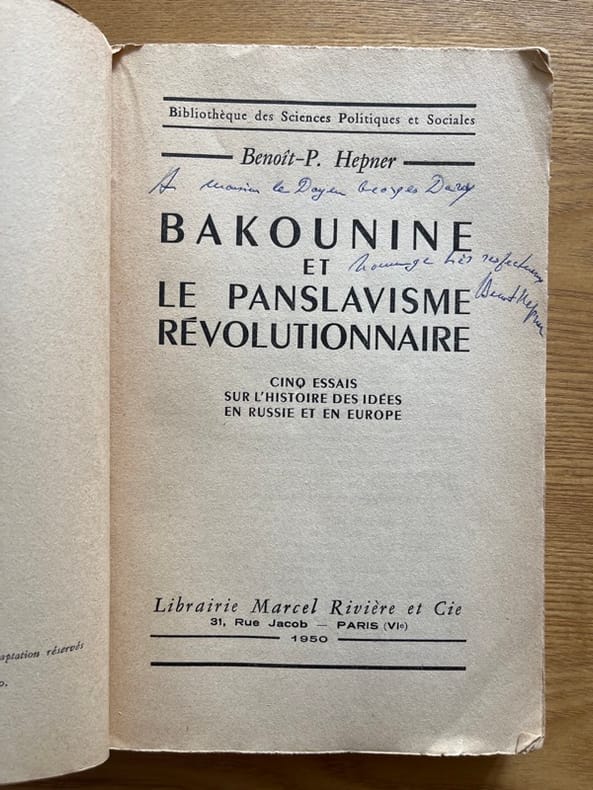 Bibliothèque des Sciences Politiques et Sociales
Benoît-P. Hepner
A Monsieur le Doyen Georges Davy
BAKOUNINE
ET
hommage très respectueux
LE PANSLAVISME
Benoît Hepner
RÉVOLUTIONNAIRE
CINQ ESSAIS
SUR L'HISTOIRE DES IDÉES
EN RUSSIE ET EN EUROPE
Librairie Marcel Rivière et Cie
31, Rue Jacob — PARIS (VIe)
1950
aptation réservés